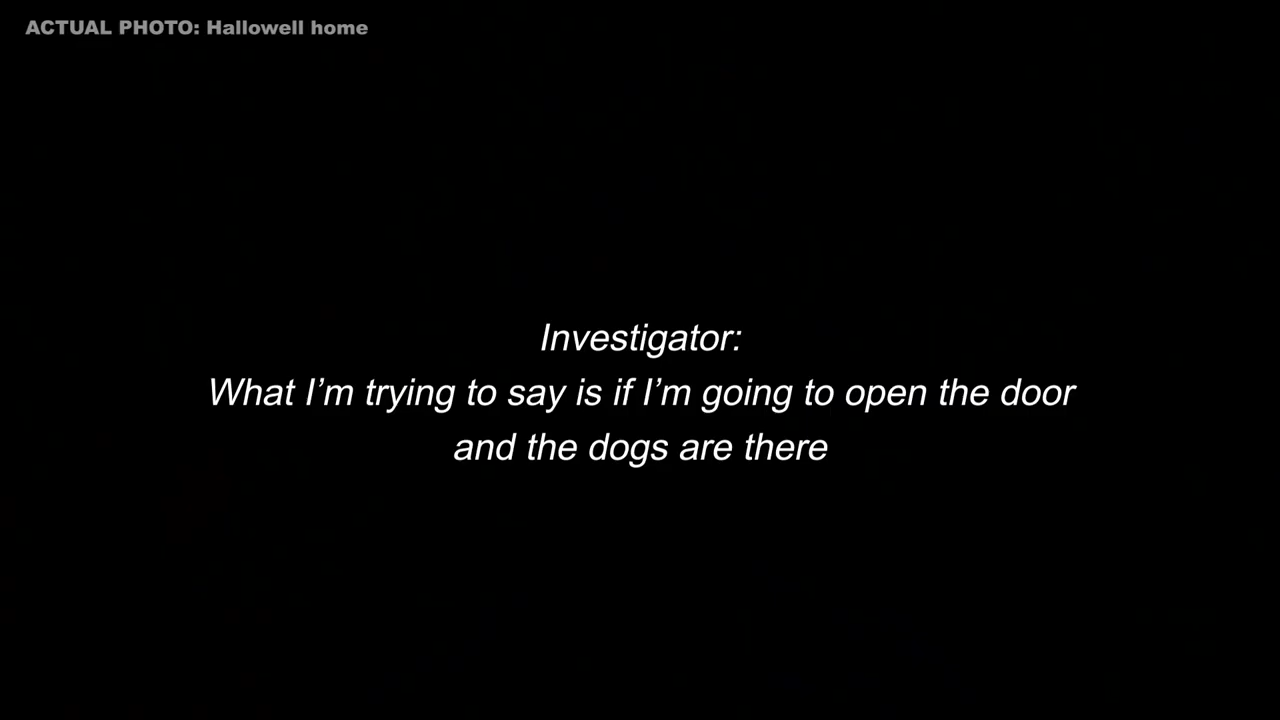 ACTUAL PHOTO: Hallowell home
Investigator:
What I’m trying to say is if I’m going to open the door
and the dogs are there